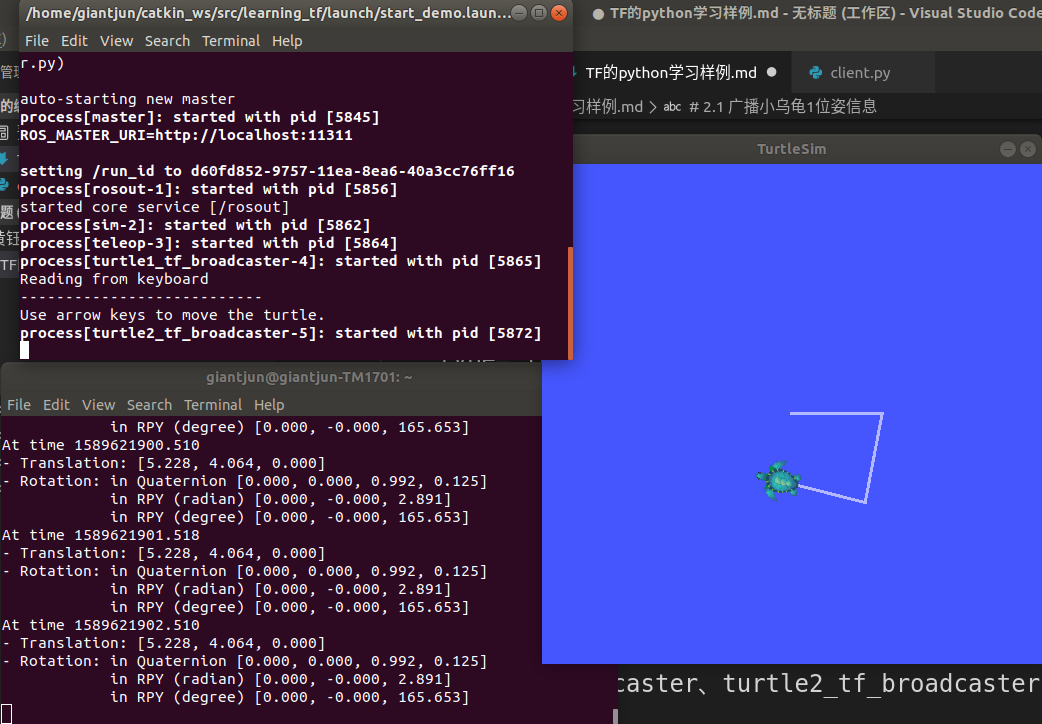 /home/giantjun/catkin_ws/src/learning_tf/launch/start_demo.laun...
File Edit View Search Terminal Help
r.py)
auto-starting new master
process[master]: started with pid [5845]
ROS_MASTER_URI=http://localhost:11311
setting /run_id to d60fd852-9757-11ea-8ea6-40a3cc76ff16
process[rosout-1]: started with pid [5856]
started core service [/rosout]
process[sim-2]: started with pid [5862]
process[teleop-3]: started with pid [5864]
process[turtle1_tf_broadcaster-4]: started with pid [5865]
Reading from keyboard
---------------------------
Use arrow keys to move the turtle.
process[turtle2_tf_broadcaster-5]: started with pid [5872]
● TF的python学习样例.md - 无标题 (工作区) - Visual Studio Code
TF的python学习样例.md ●
client.py
习样例.md > abc # 2.1 广播小乌龟1位姿信息
TurtleSim
giantjun@giantjun-TM1701: ~
File Edit View Search Terminal Help
in RPY (degree) [0.000, -0.000, 165.653]
At time 1589621900.510
- Translation: [5.228, 4.064, 0.000]
- Rotation: in Quaternion [0.000, 0.000, 0.992, 0.125]
in RPY (radian) [0.000, -0.000, 2.891]
in RPY (degree) [0.000, -0.000, 165.653]
At time 1589621901.518
- Translation: [5.228, 4.064, 0.000]
- Rotation: in Quaternion [0.000, 0.000, 0.992, 0.125]
in RPY (radian) [0.000, -0.000, 2.891]
in RPY (degree) [0.000, -0.000, 165.653]
At time 1589621902.510
- Translation: [5.228, 4.064, 0.000]
- Rotation: in Quaternion [0.000, 0.000, 0.992, 0.125]
in RPY (radian) [0.000, -0.000, 2.891]
in RPY (degree) [0.000, -0.000, 165.653]
caster、turtle2_tf_broadcaster